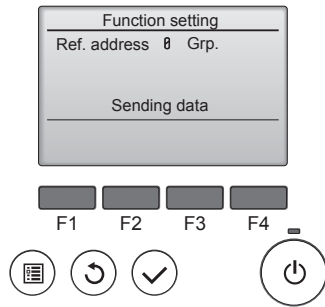 Function setting
Ref. address 0 Grp.
Sending data
F1 F2 F3 F4